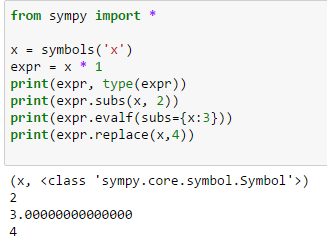 from sympy import *
x = symbols('x')
expr = x * 1
print(expr, type(expr))
print(expr.subs(x, 2))
print(expr.evalf(subs={x:3}))
print(expr.replace(x,4))
(x, <class 'sympy.core.symbol.Symbol'>)
2
3.00000000000000
4